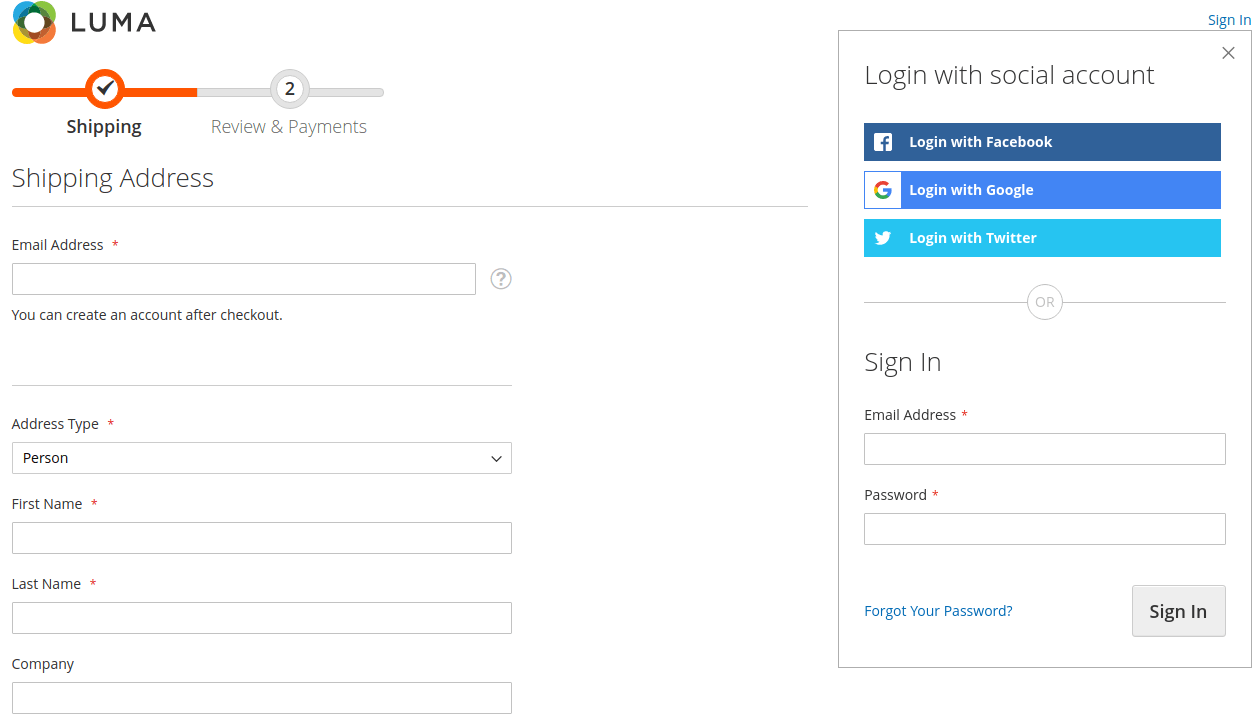 LUMA
Sign In
2
Shipping
Review & Payments
Shipping Address
Email Address *
?
You can create an account after checkout.
Address Type *
Person
First Name *
Last Name *
Company
Login with social account
Login with Facebook
Login with Google
Login with Twitter
OR
Sign In
Email Address *
Password *
Forgot Your Password?
Sign In